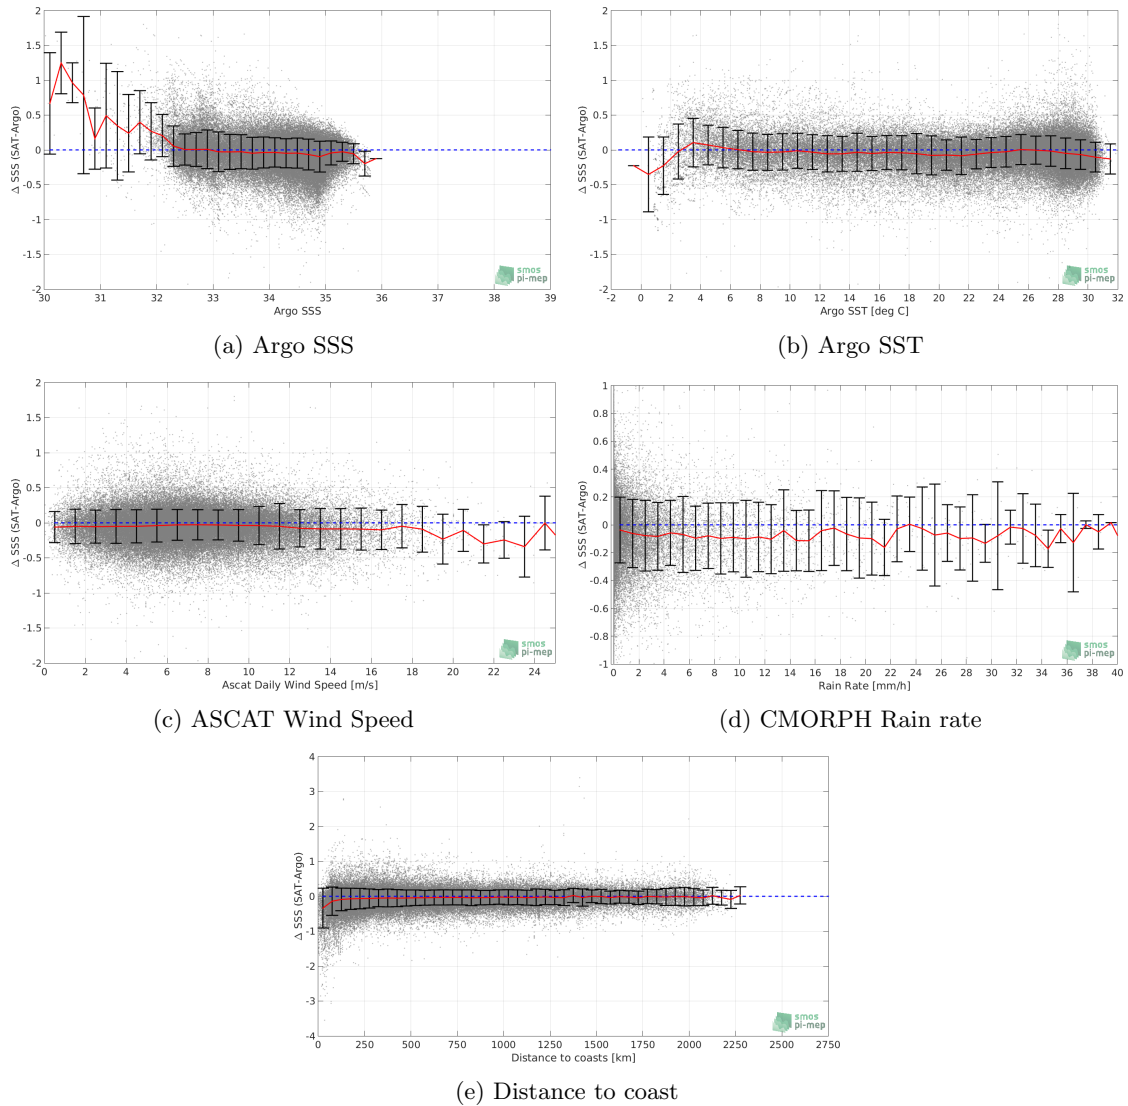 2
1.5
1
0.5
0
-0.5
-1
-1.5
-2
Δ SSS (SAT-Argo)
30 31 32 33 34 35 36 37 38 39
Argo SSS
smos
pi-mep
(a) Argo SSS
2
1.5
1
0.5
0
-0.5
-1
-1.5
-2
Δ SSS (SAT-Argo)
-2 0 2 4 6 8 10 12 14 16 18 20 22 24 26 28 30 32
Argo SST [deg C]
smos
pi-mep
(b) Argo SST
2
1.5
1
0.5
0
-0.5
-1
-1.5
-2
Δ SSS (SAT-Argo)
0 2 4 6 8 10 12 14 16 18 20 22 24
Ascat Daily Wind Speed [m/s]
smos
pi-mep
(c) ASCAT Wind Speed
1
0.8
0.6
0.4
0.2
0
-0.2
-0.4
-0.6
-0.8
-1
Δ SSS (SAT-Argo)
0 2 4 6 8 10 12 14 16 18 20 22 24 26 28 30 32 34 36 38 40
Rain Rate [mm/h]
smos
pi-mep
(d) CMORPH Rain rate
4
3
2
1
0
-1
-2
-3
-4
Δ SSS (SAT-Argo)
0 250 500 750 1000 1250 1500 1750 2000 2250 2500 2750
Distance to coasts [km]
smos
pi-mep
(e) Distance to coast